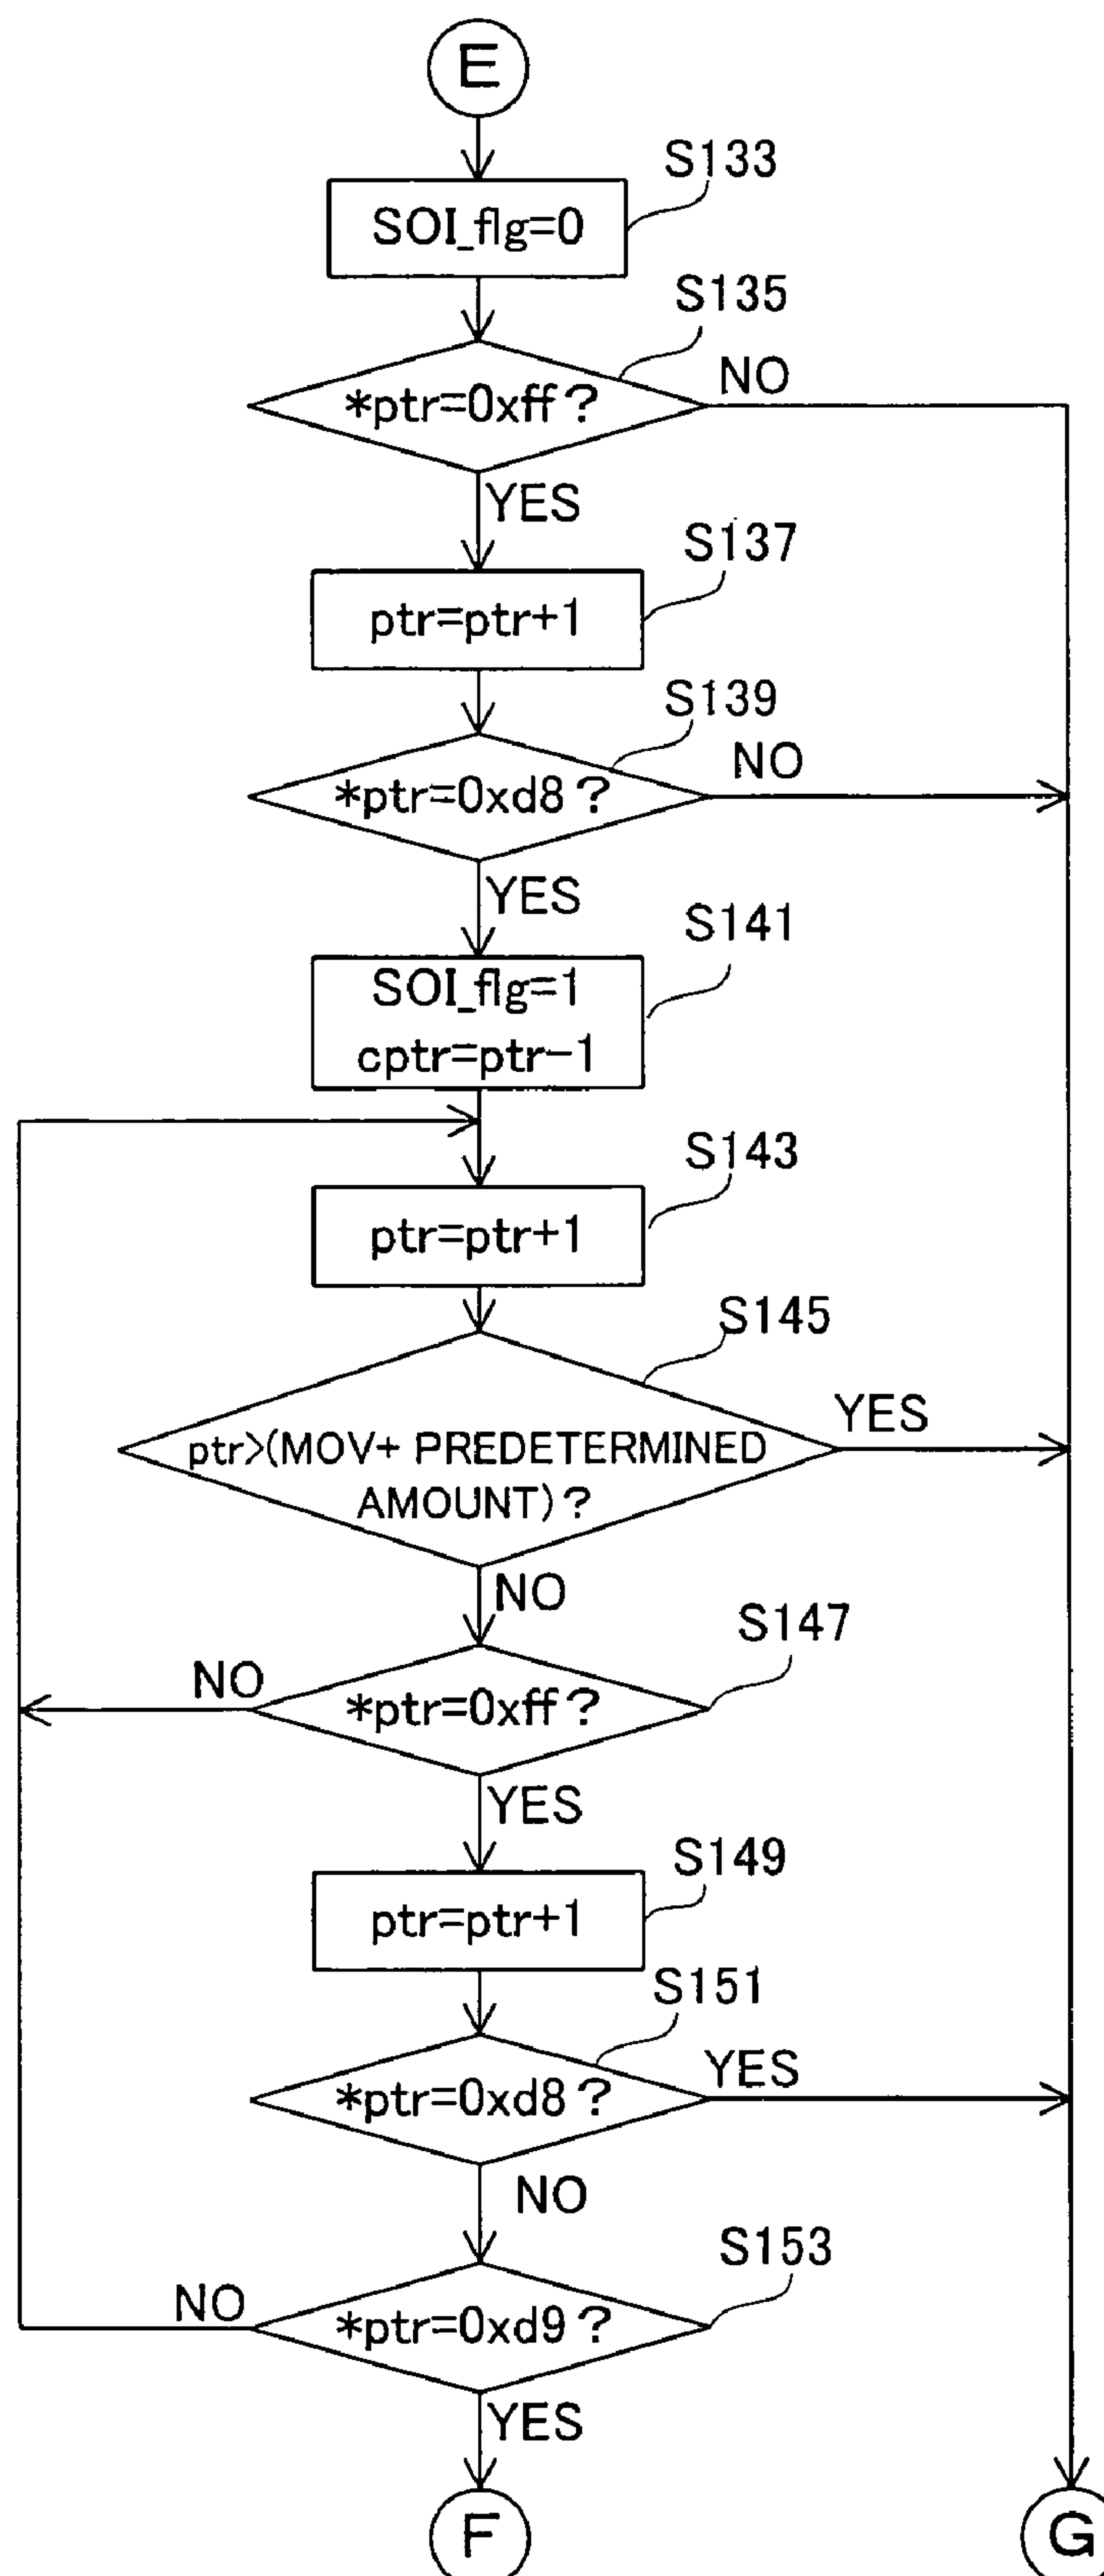 E
S133
SOI_flg=0
S135
*ptr=0xff?
NO
YES
S137
ptr=ptr+1
S139
*ptr=0xd8?
NO
YES
S141
SOI_flg=1
cptr=ptr-1
S143
ptr=ptr+1
S145
ptr>(MOV+ PREDETERMINED
AMOUNT)?
YES
NO
S147
*ptr=0xff?
NO
YES
S149
ptr=ptr+1
S151
*ptr=0xd8?
YES
NO
S153
*ptr=0xd9?
NO
YES
F
G